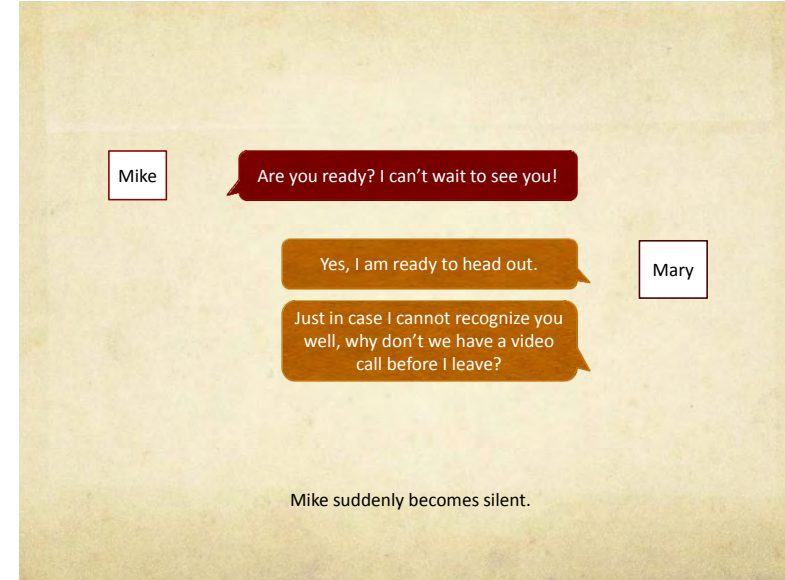 Mike
Are you ready? I can’t wait to see you!
Yes, I am ready to head out.
Mary
Just in case I cannot recognize you
well, why don’t we have a video
call before I leave?
Mike suddenly becomes silent.